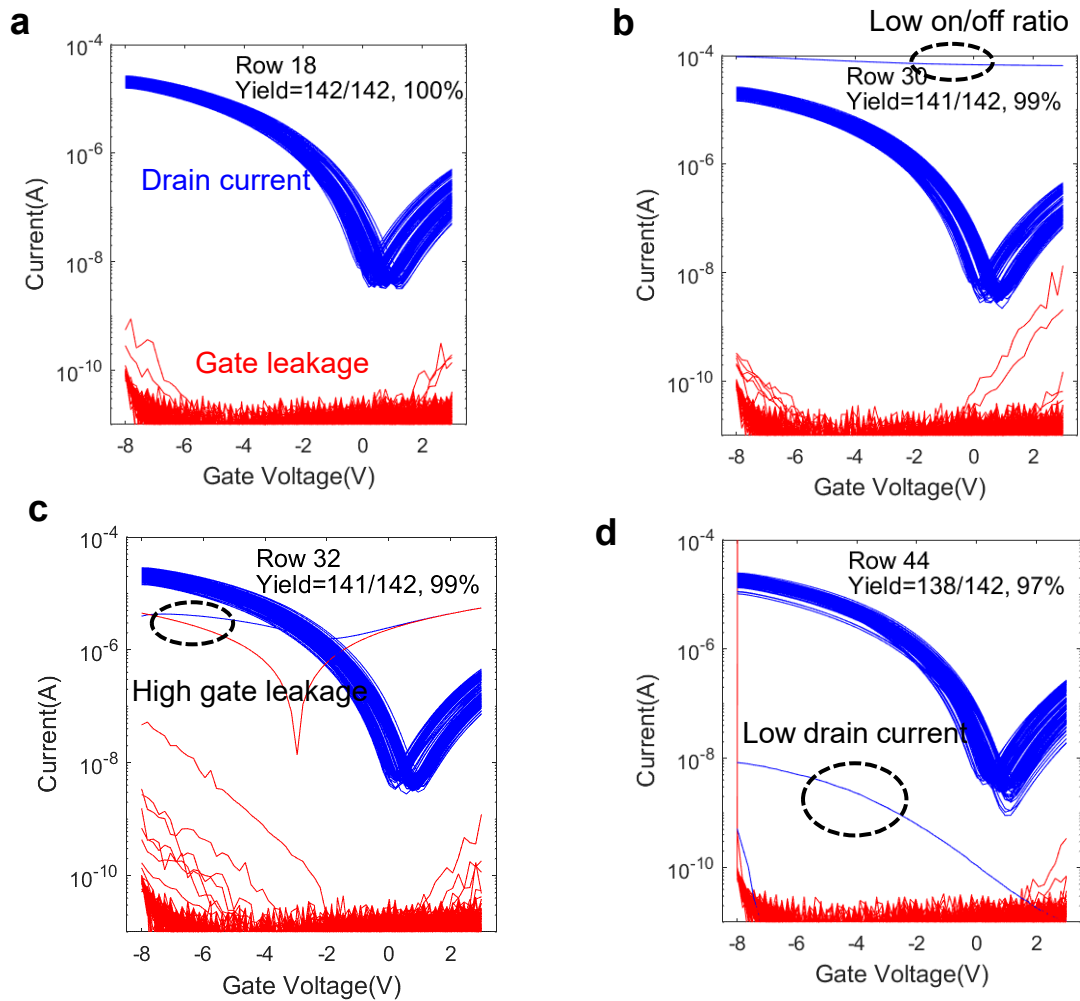 a
10^-4
Row 18
Yield=142/142, 100%
10^-6
Drain current
10^-8
Gate leakage
10^-10
Current(A)
-8 -6 -4 -2 0 2
Gate Voltage(V)
b
Low on/off ratio
10^-4
Row 30
Yield=141/142, 99%
10^-6
10^-8
10^-10
Current(A)
-8 -6 -4 -2 0 2
Gate Voltage(V)
c
10^-4
Row 32
Yield=141/142, 99%
10^-6
High gate leakage
10^-8
10^-10
Current(A)
-8 -6 -4 -2 0 2
Gate Voltage(V)
d
10^-4
Row 44
Yield=138/142, 97%
10^-6
Low drain current
10^-8
10^-10
Current(A)
-8 -6 -4 -2 0 2
Gate Voltage(V)